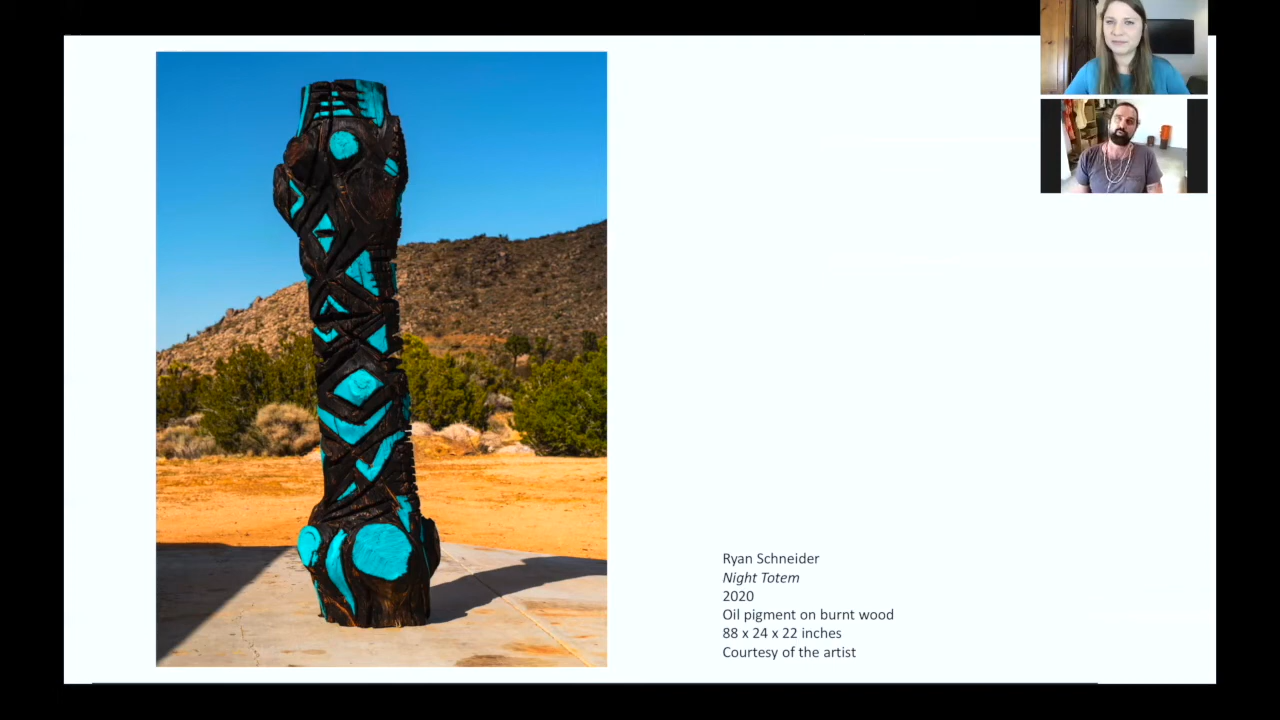 Ryan Schneider
Night Totem
2020
Oil pigment on burnt wood
88 x 24 x 22 inches
Courtesy of the artist